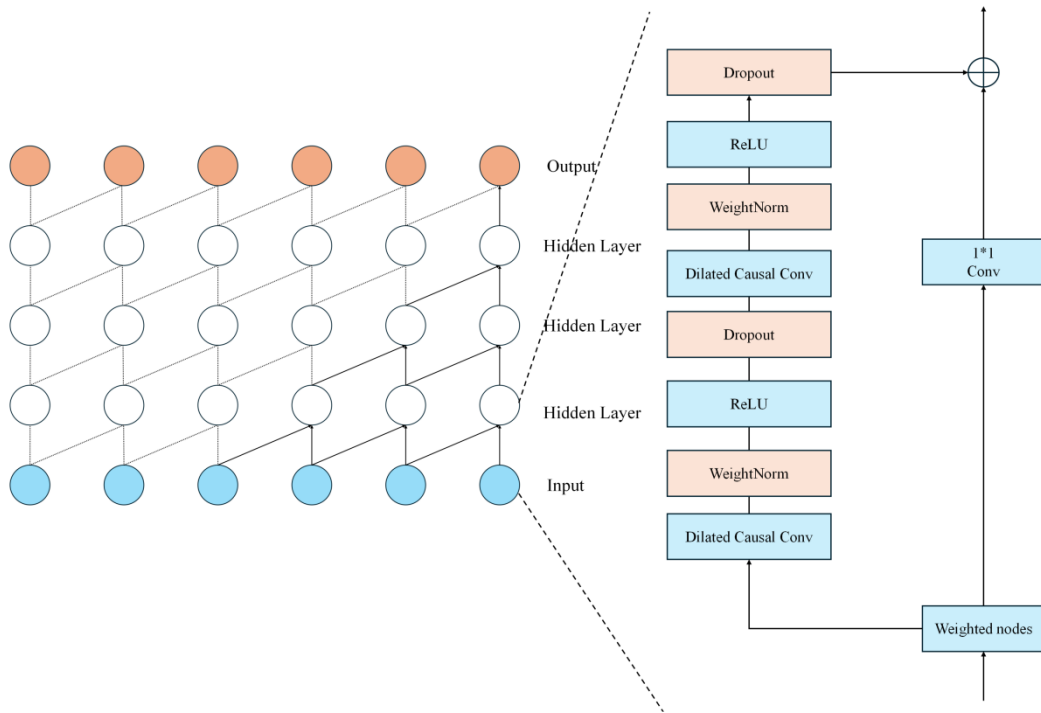 Output
Hidden Layer
Hidden Layer
Hidden Layer
Input
Dropout
ReLU
WeightNorm
Dilated Causal Conv
Dropout
ReLU
WeightNorm
Dilated Causal Conv
1*1
Conv
Weighted nodes